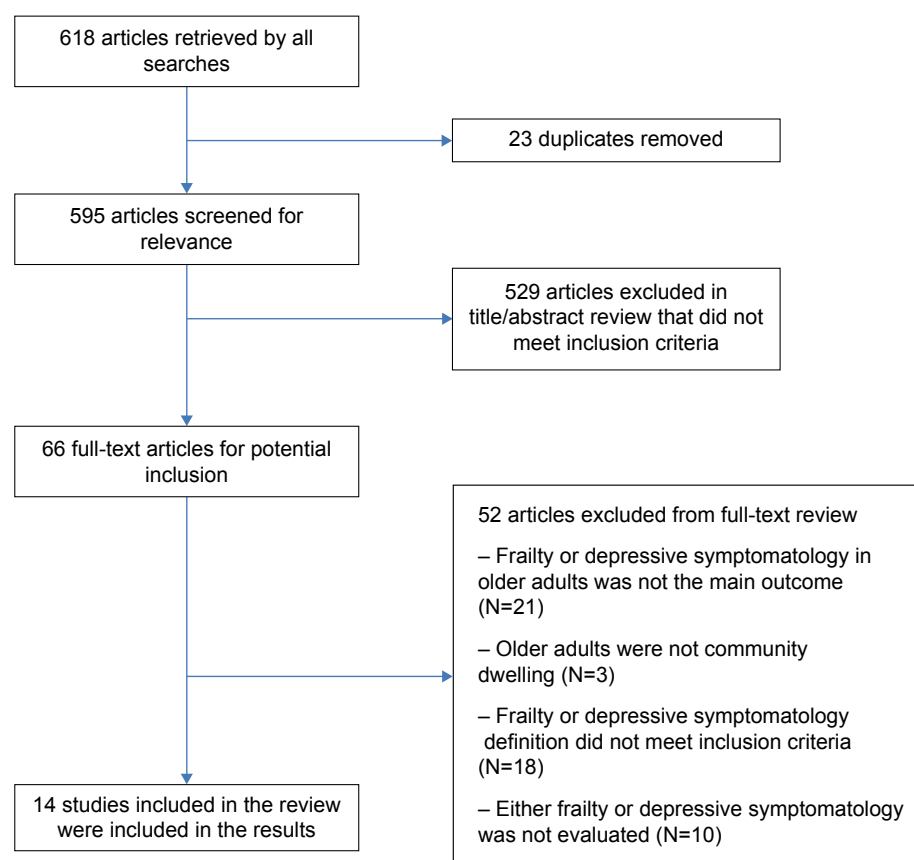 618 articles retrieved by all
searches
23 duplicates removed
595 articles screened for
relevance
529 articles excluded in
title/abstract review that did not
meet inclusion criteria
66 full-text articles for potential
inclusion
52 articles excluded from full-text review
– Frailty or depressive symptomatology in
older adults was not the main outcome
(N=21)
– Older adults were not community
dwelling (N=3)
– Frailty or depressive symptomatology
definition did not meet inclusion criteria
(N=18)
– Either frailty or depressive symptomatology
was not evaluated (N=10)
14 studies included in the review
were included in the results